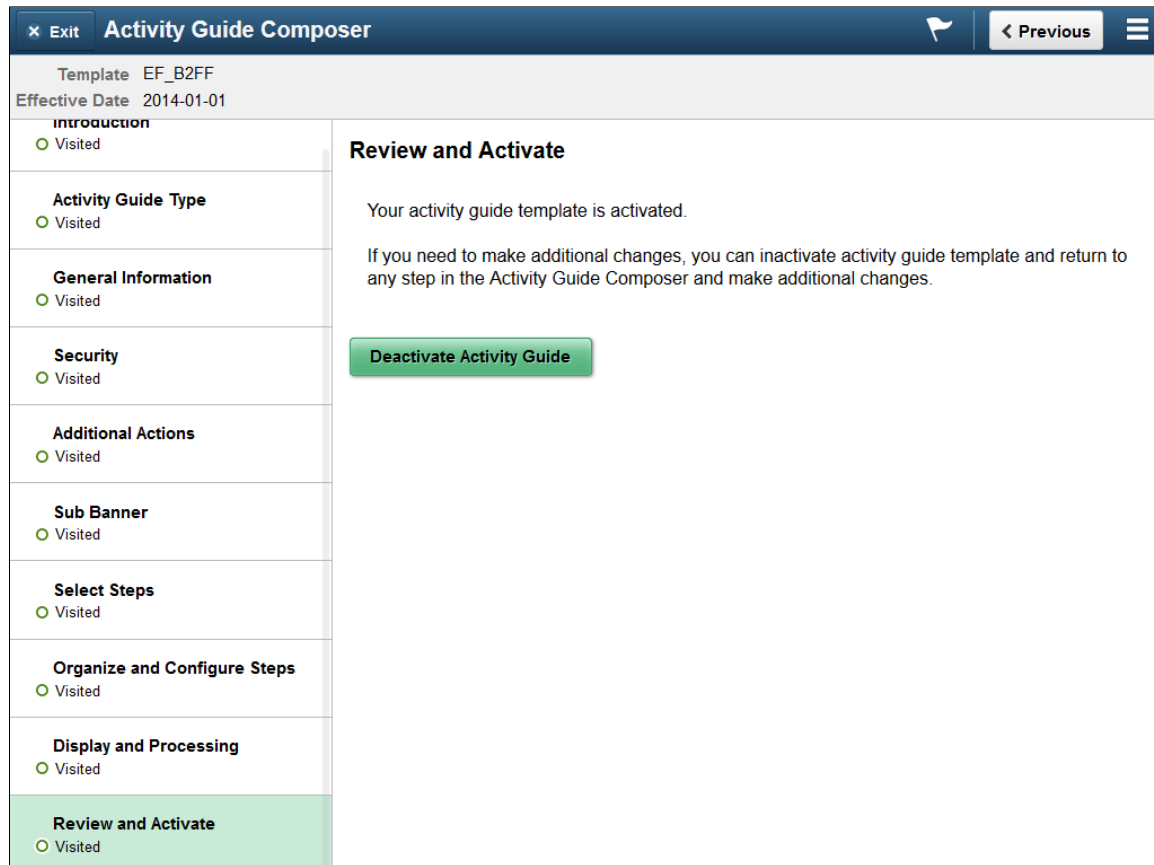 × Exit Activity Guide Composer
< Previous
Template EF_B2FF
Effective Date 2014-01-01
Introduction
Visited
Activity Guide Type
Visited
General Information
Visited
Security
Visited
Additional Actions
Visited
Sub Banner
Visited
Select Steps
Visited
Organize and Configure Steps
Visited
Display and Processing
Visited
Review and Activate
Visited
Review and Activate
Your activity guide template is activated.
If you need to make additional changes, you can inactivate activity guide template and return to
any step in the Activity Guide Composer and make additional changes.
Deactivate Activity Guide